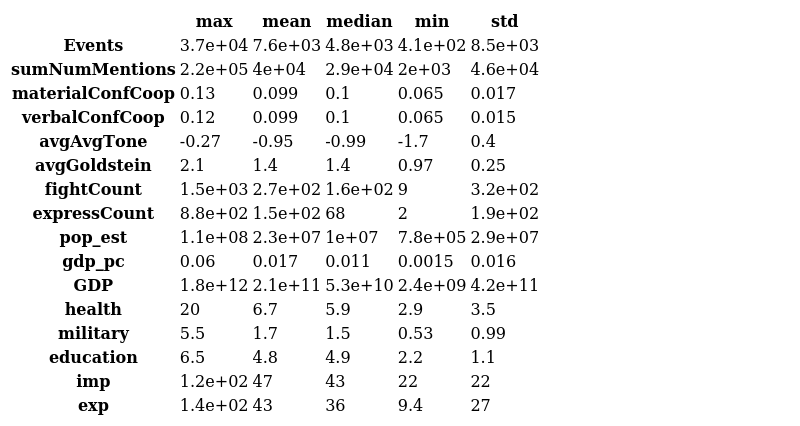 max mean median min std
Events 3.7e+04 7.6e+03 4.8e+03 4.1e+02 8.5e+03
sumNumMentions 2.2e+05 4e+04 2.9e+04 2e+03 4.6e+04
materialConfCoop 0.13 0.099 0.1 0.065 0.017
verbalConfCoop 0.12 0.099 0.1 0.065 0.015
avgAvgTone -0.27 -0.95 -0.99 -1.7 0.4
avgGoldstein 2.1 1.4 1.4 0.97 0.25
fightCount 1.5e+03 2.7e+02 1.6e+02 9 3.2e+02
expressCount 8.8e+02 1.5e+02 68 2 1.9e+02
pop_est 1.1e+08 2.3e+07 1e+07 7.8e+05 2.9e+07
gdp_pc 0.06 0.017 0.011 0.0015 0.016
GDP 1.8e+12 2.1e+11 5.3e+10 2.4e+09 4.2e+11
health 20 6.7 5.9 2.9 3.5
military 5.5 1.7 1.5 0.53 0.99
education 6.5 4.8 4.9 2.2 1.1
imp 1.2e+02 47 43 22 22
exp 1.4e+02 43 36 9.4 27